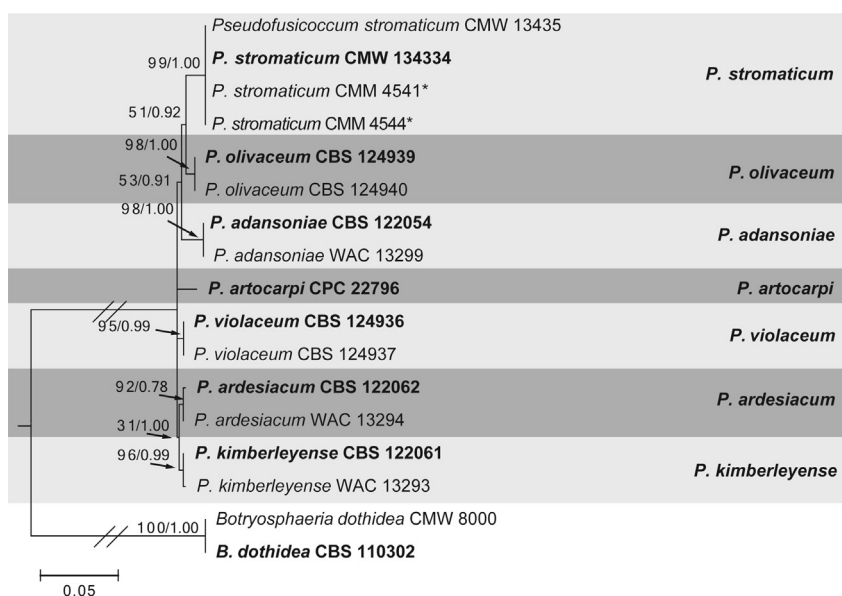 Pseudofusicoccum stromaticum CMW 13435
P. stromaticum CMW 134334
99/1.00
P. stromaticum
P. stromaticum CMM 4541*
51/0.92
P. stromaticum CMM 4544*
98/1.00
P. olivaceum CBS 124939
P. olivaceum
53/0.91
P. olivaceum CBS 124940
98/1.00
P. adansoniae CBS 122054
P. adansoniae
P. adansoniae WAC 13299
P. artocarpi CPC 22796
P. artocarpi
95/0.99
P. violaceum CBS 124936
P. violaceum
P. violaceum CBS 124937
92/0.78
P. ardesiacum CBS 122062
P. ardesiacum
P. ardesiacum WAC 13294
31/1.00
96/0.99
P. kimberleyense CBS 122061
P. kimberleyense
P. kimberleyense WAC 13293
Botryosphaeria dothidea CMW 8000
100/1.00
B. dothidea CBS 110302
0.05